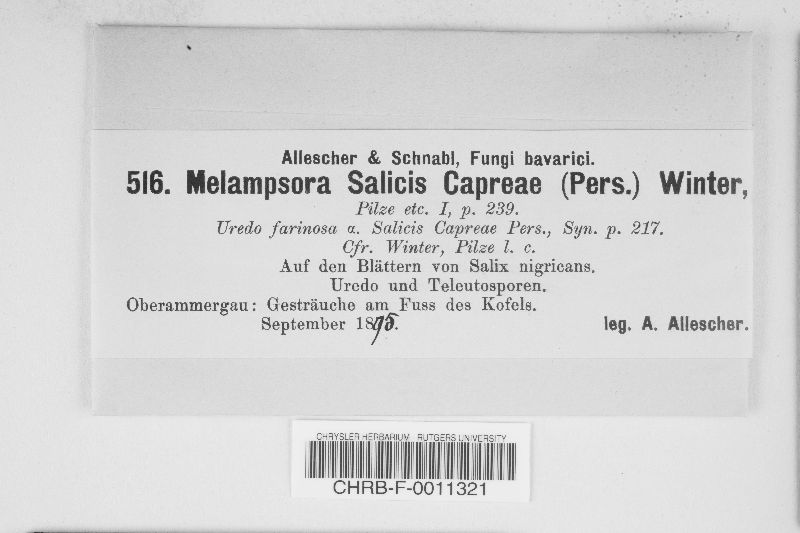 Allescher & Schnabl, Fungi bavarici.
516. Melampsora Salicis Capreae (Pers.) Winter,
Pilze etc. I, p. 239.
Uredo farinosa α. Salicis Capreae Pers., Syn. p. 217.
Cfr. Winter, Pilze l. c.
Auf den Blättern von Salix nigricans.
Uredo und Teleutosporen.
Oberammergau: Gesträuche am Fuss des Kofels.
September 1895.
leg. A. Allescher.
CHRYSLER HERBARIUM - RUTGERS UNIVERSITY
CHRB-F-0011321